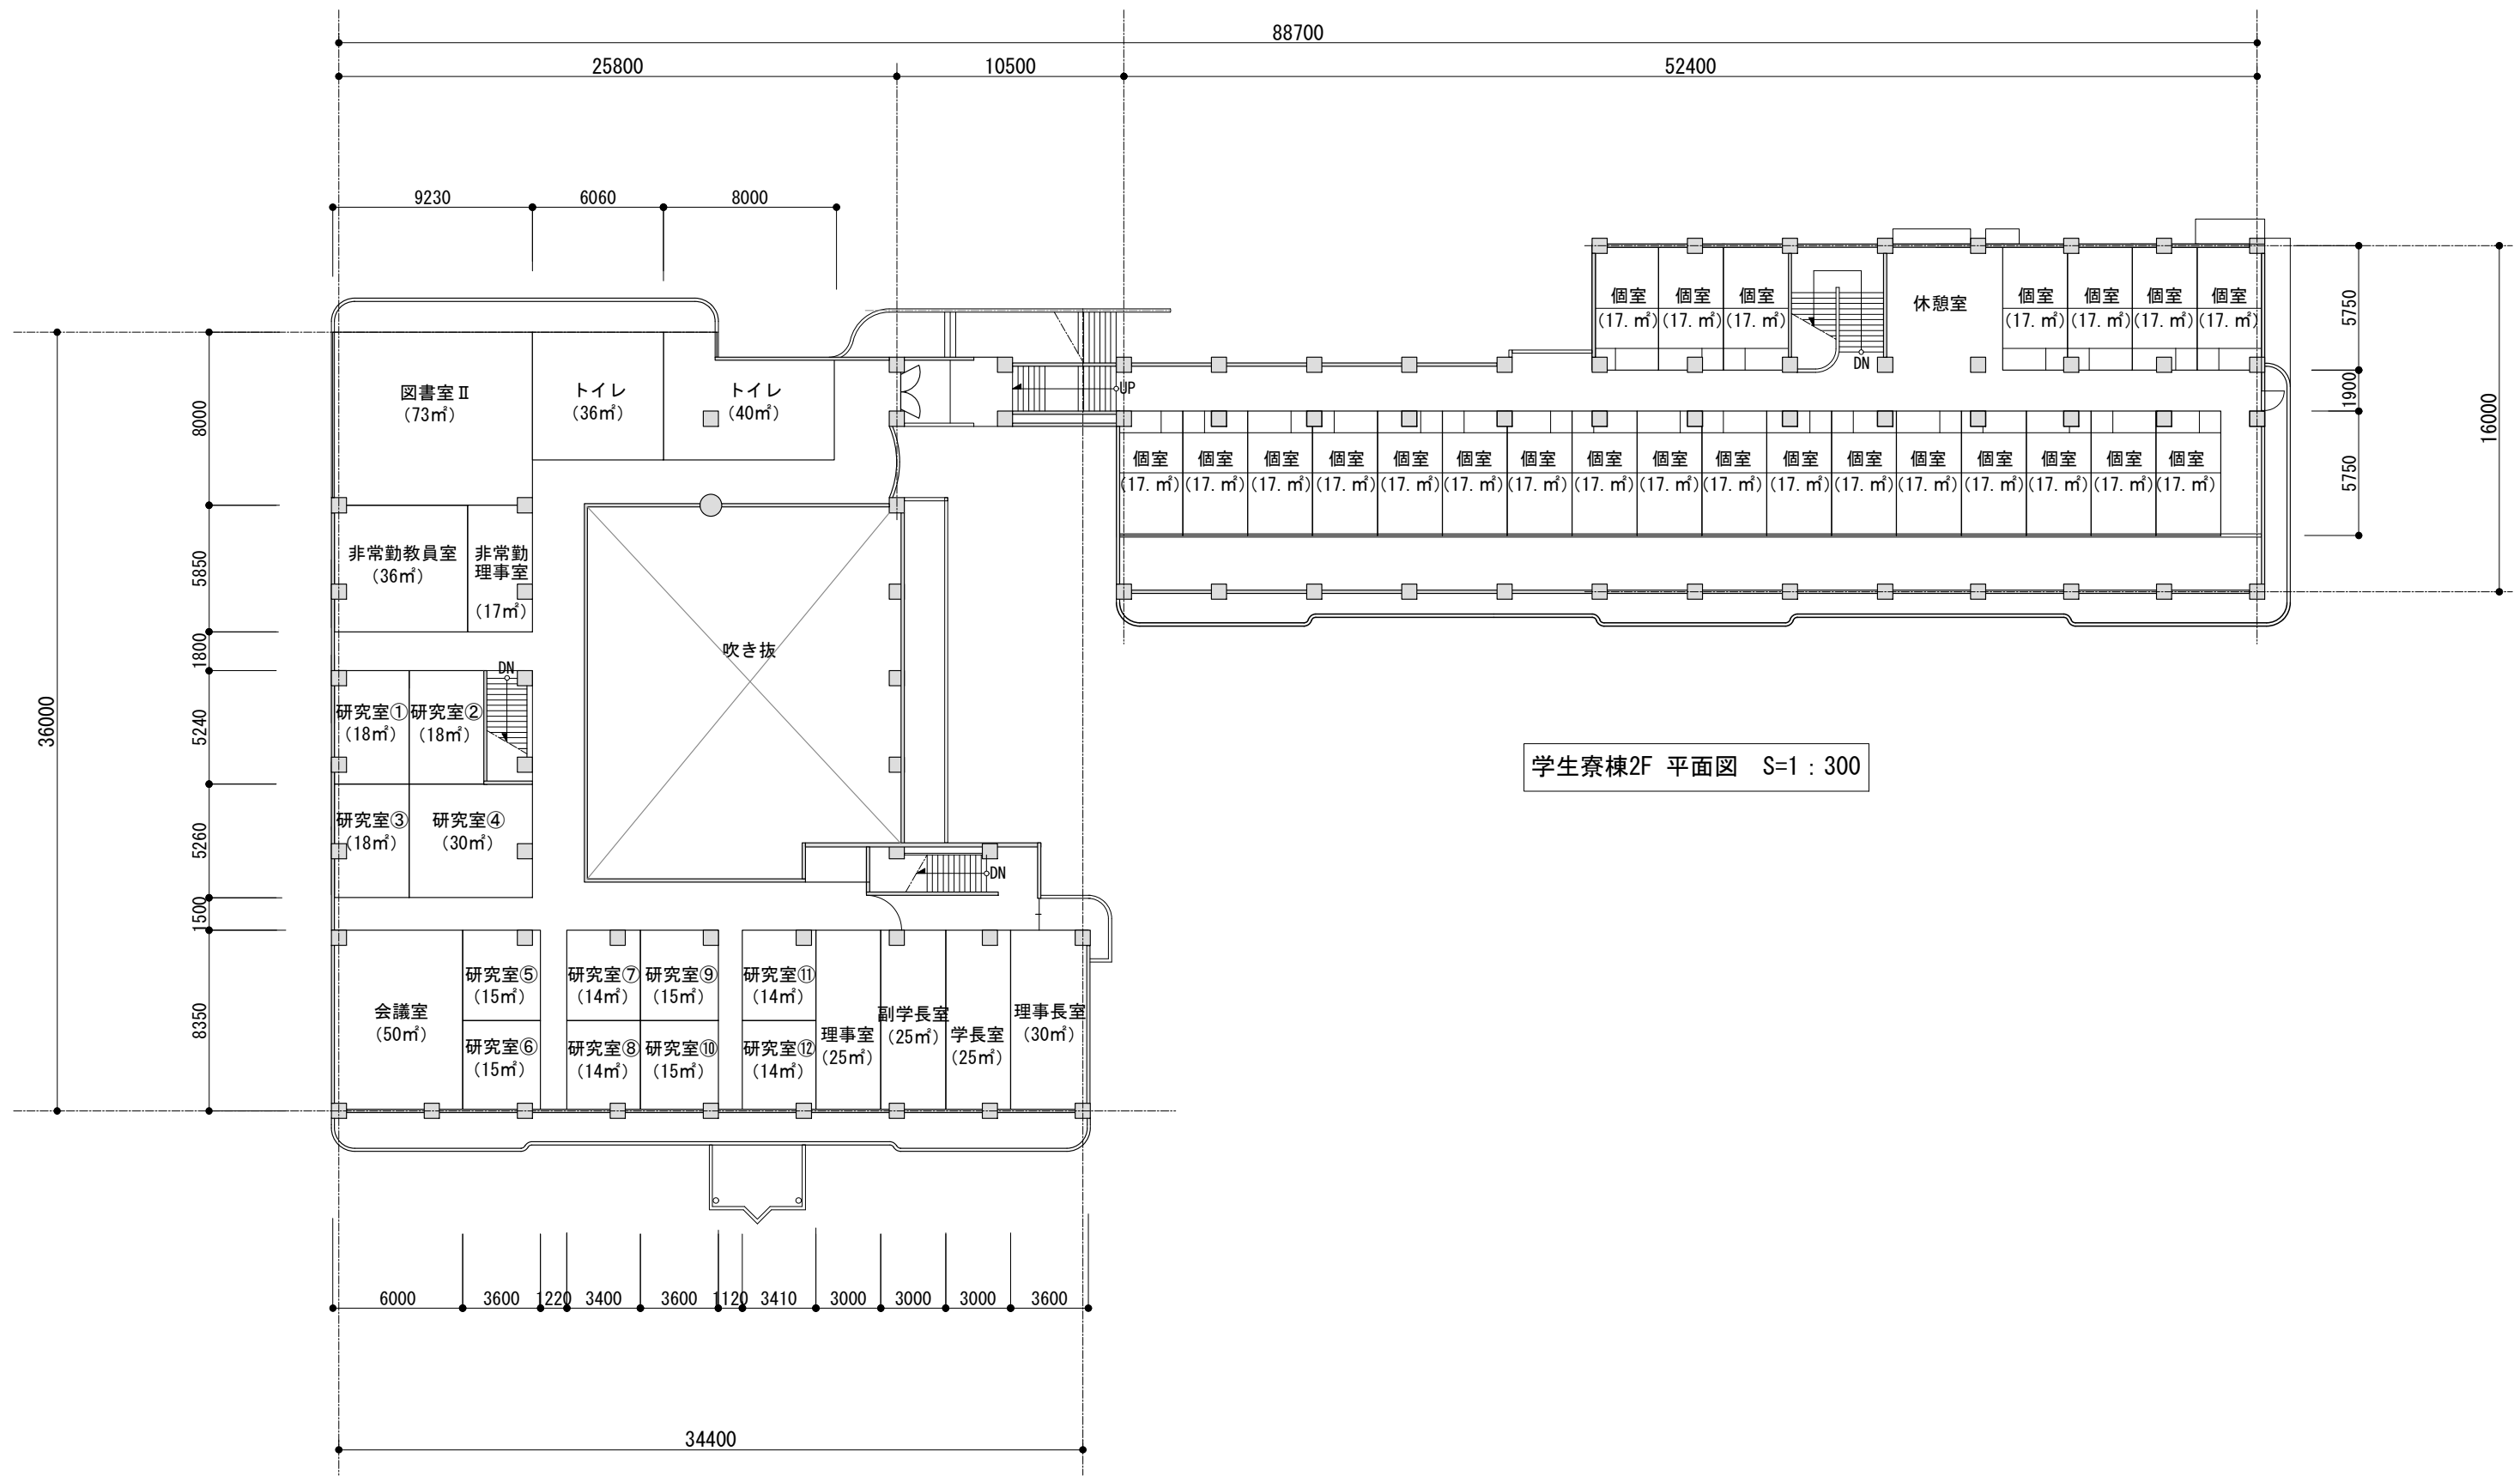 88700
25800
10500
52400
9230
6060
8000
個室
(17. ㎡)
個室
(17. ㎡)
個室
(17. ㎡)
DN
休憩室
個室
(17. ㎡)
個室
(17. ㎡)
個室
(17. ㎡)
個室
(17. ㎡)
5750
1900
5750
16000
図書室Ⅱ
(73㎡)
トイレ
(36㎡)
トイレ
(40㎡)
UP
個室
(17. ㎡)
個室
(17. ㎡)
個室
(17. ㎡)
個室
(17. ㎡)
個室
(17. ㎡)
個室
(17. ㎡)
個室
(17. ㎡)
個室
(17. ㎡)
個室
(17. ㎡)
個室
(17. ㎡)
個室
(17. ㎡)
個室
(17. ㎡)
個室
(17. ㎡)
個室
(17. ㎡)
個室
(17. ㎡)
個室
(17. ㎡)
個室
(17. ㎡)
36000
8000
5850
1800
5240
5260
1500
8350
非常勤教員室
(36㎡)
非常勤
理事室
(17㎡)
吹き抜
DN
研究室①
(18㎡)
研究室②
(18㎡)
研究室③
(18㎡)
研究室④
(30㎡)
DN
学生寮棟2F 平面図 S=1：300
会議室
(50㎡)
研究室⑤
(15㎡)
研究室⑥
(15㎡)
研究室⑦
(14㎡)
研究室⑧
(14㎡)
研究室⑨
(15㎡)
研究室⑩
(15㎡)
研究室⑪
(14㎡)
研究室⑫
(14㎡)
理事室
(25㎡)
副学長室
(25㎡)
学長室
(25㎡)
理事長室
(30㎡)
6000
3600
1220
3400
3600
1120
3410
3000
3000
3000
3600
34400